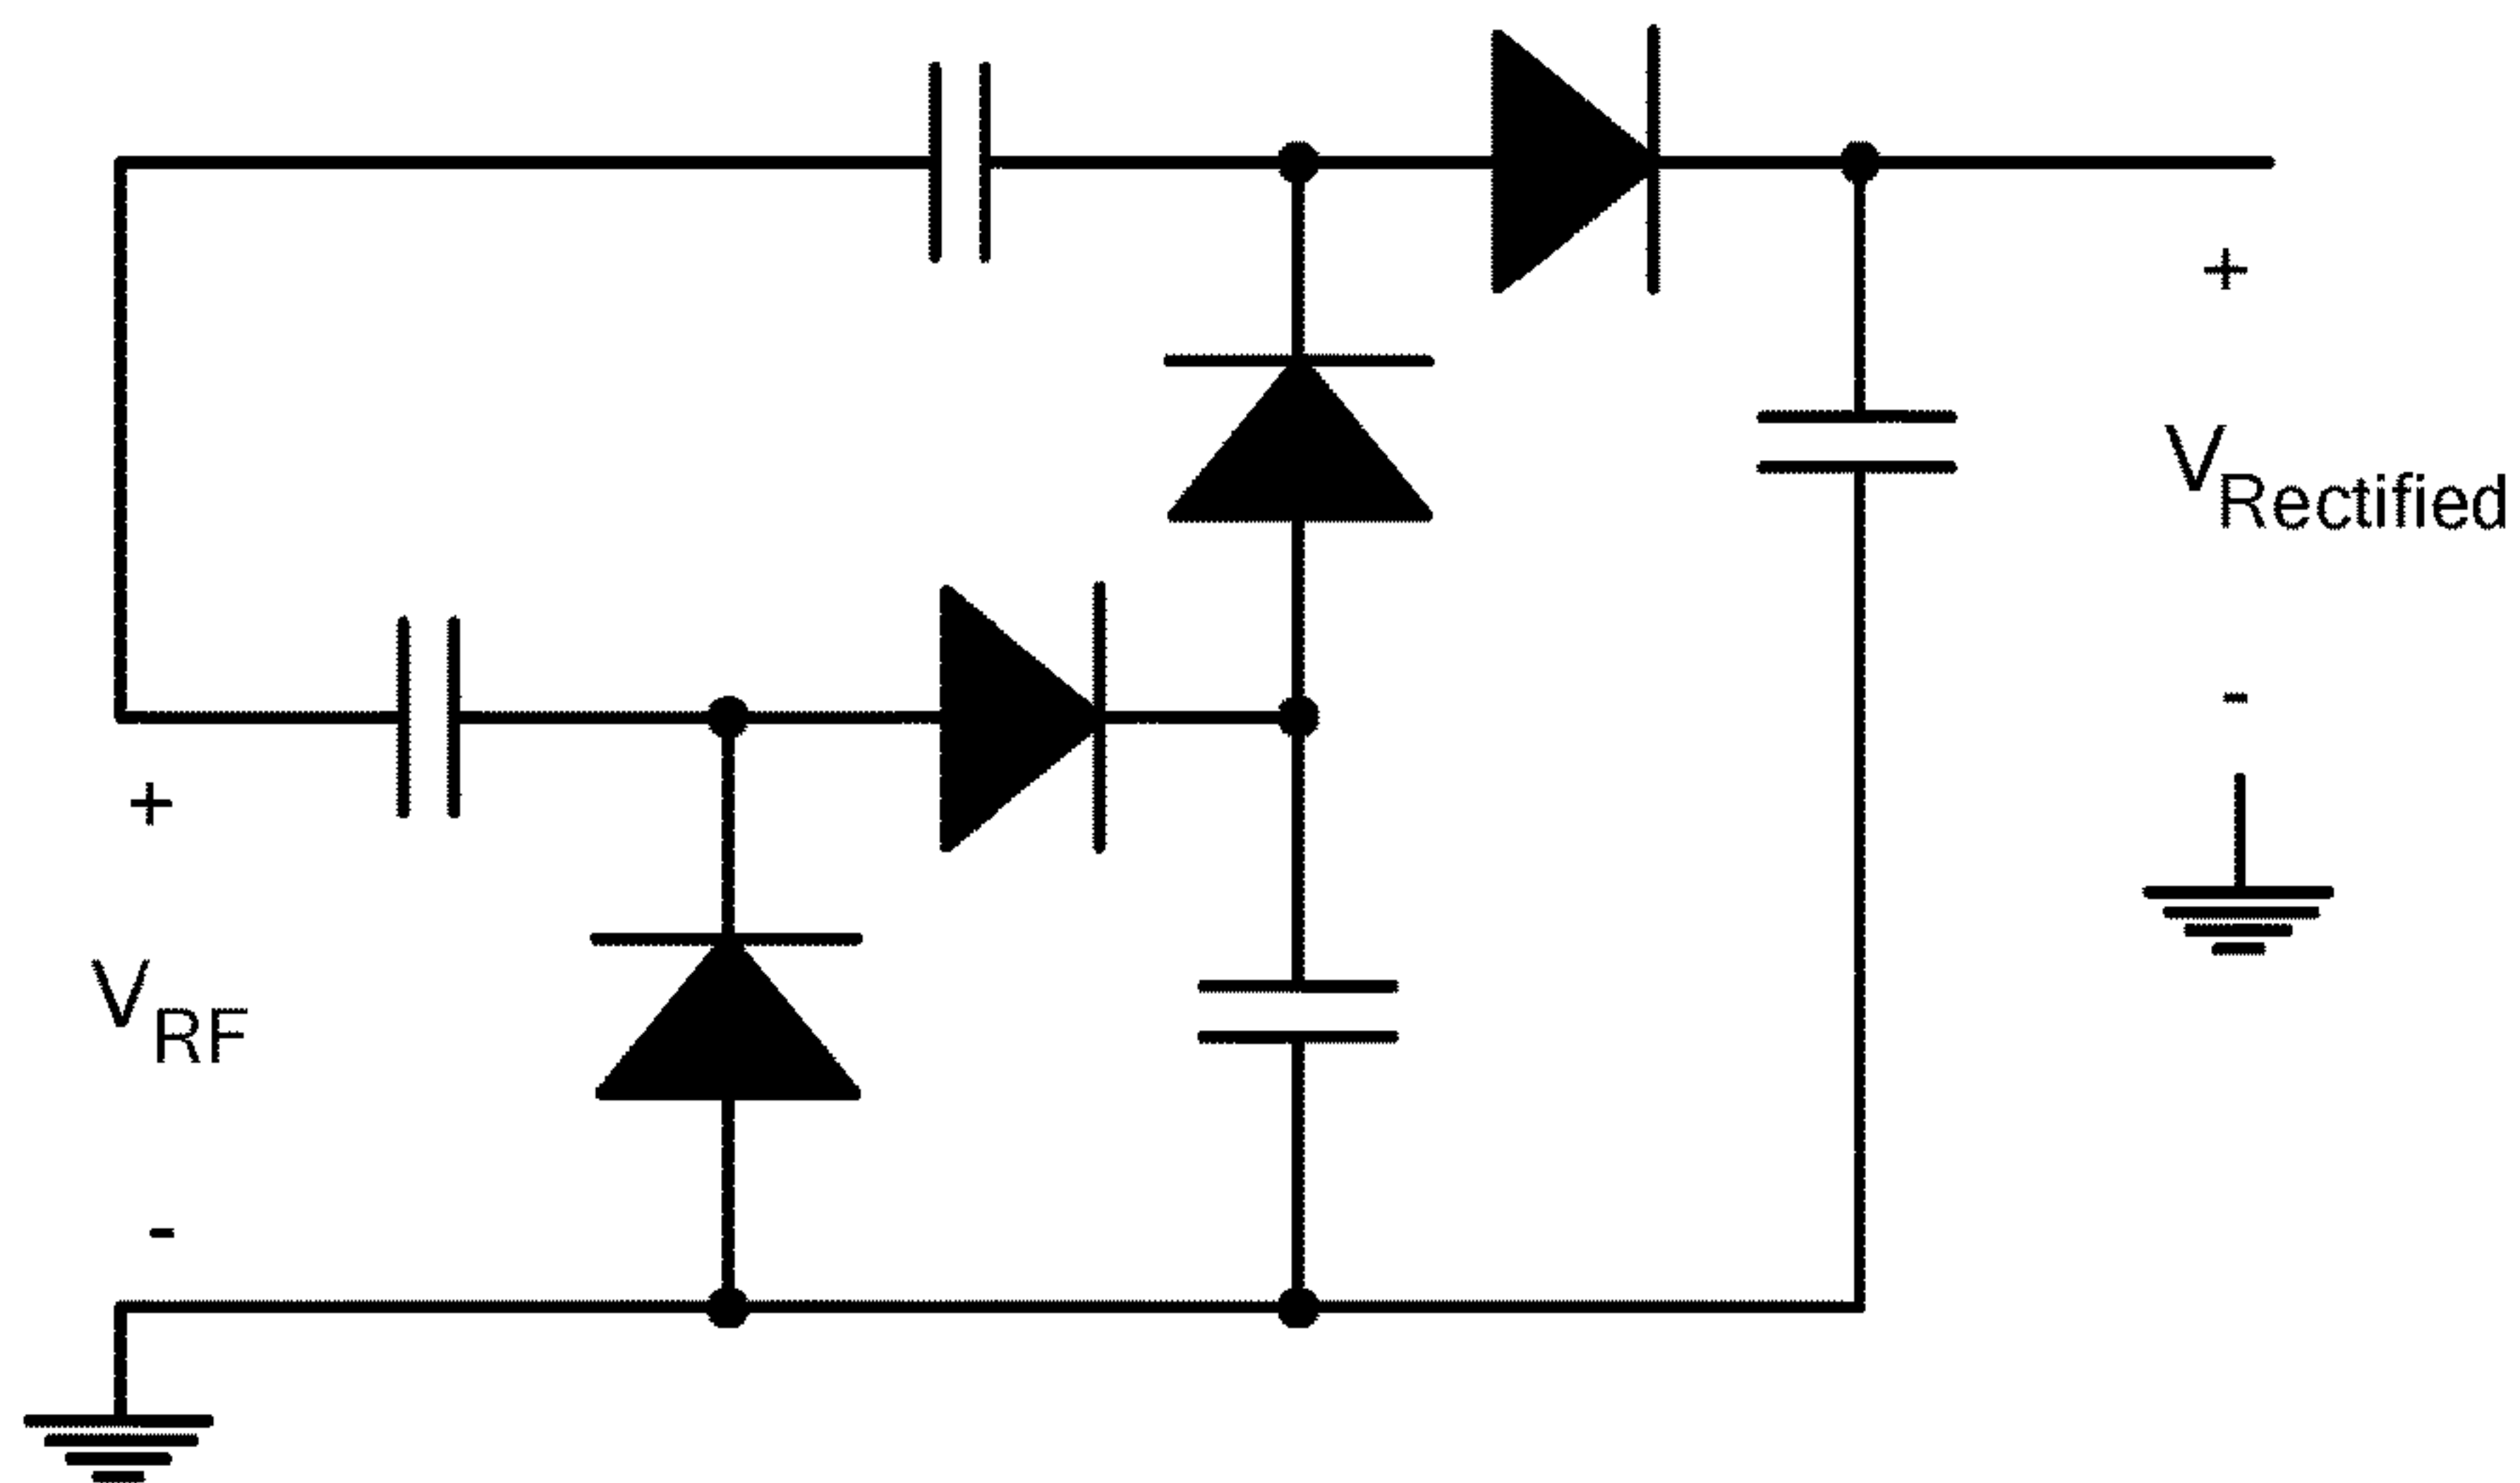 +
V_Rectified
-
+
V_RF
-